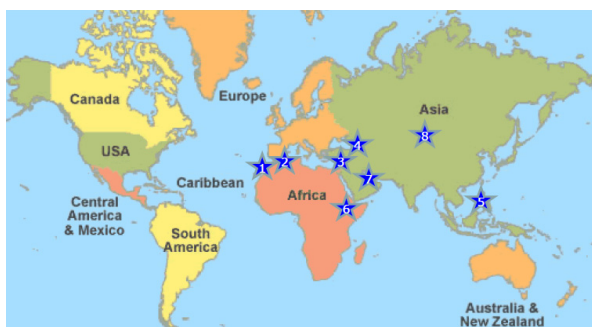 Canada
Europe
Asia
USA
8
4
1
2
3
Caribbean
Africa
7
Central
America
& Mexico
6
5
South
America
Australia &
New Zealand